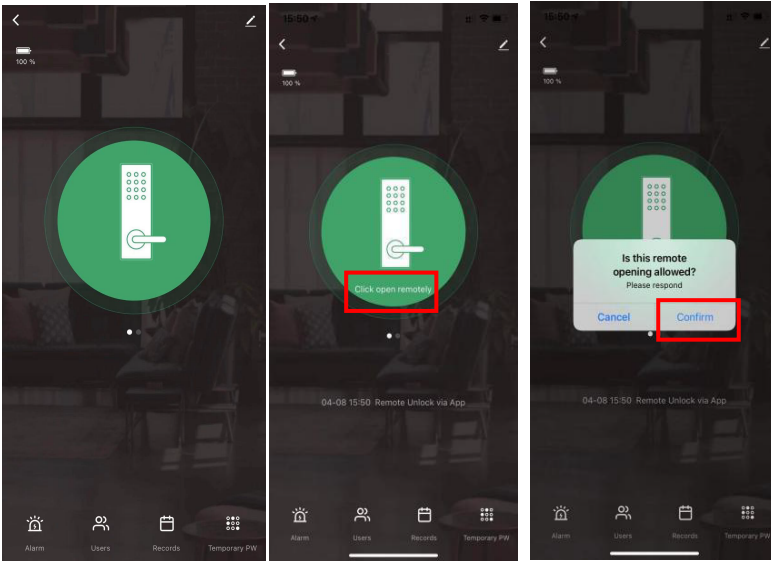 100 %
Alarm
Users
Records
Temporary PW
15:50
100 %
Click open remotely
04-08 15:50 Remote Unlock via App
Alarm
Users
Records
Temporary PW
15:50
100 %
Is this remote
opening allowed?
Please respond
Cancel
Confirm
04-08 15:50 Remote Unlock via App
Alarm
Users
Records
Temporary PW